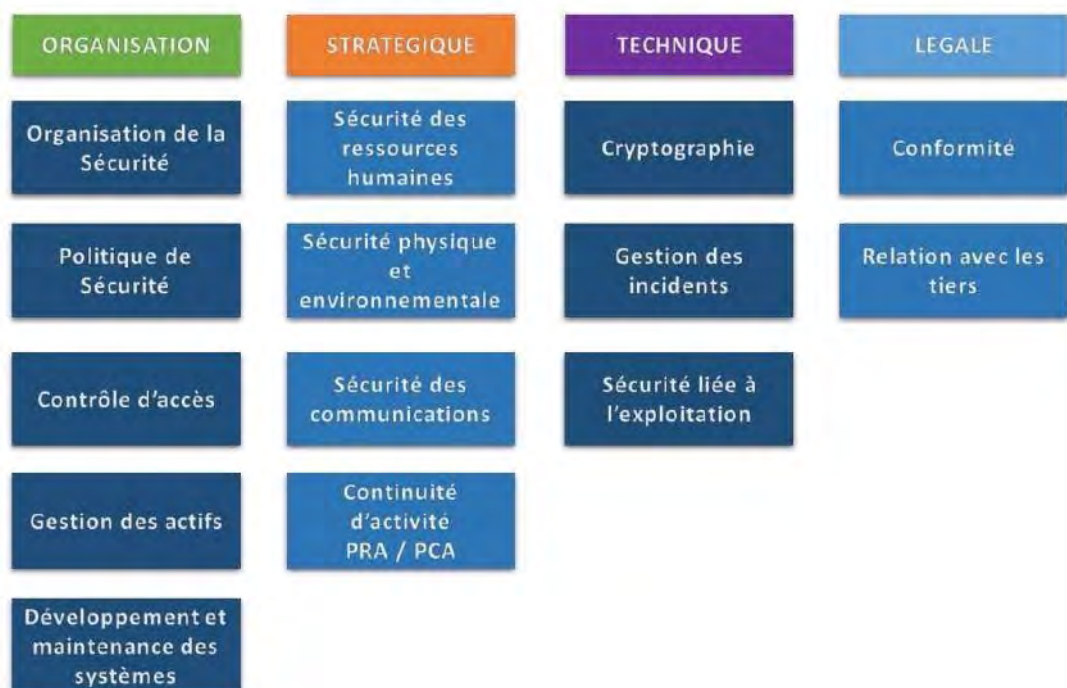 ORGANISATION
STRATEGIQUE
TECHNIQUE
LEGALE
Organisation de la
Sécurité
Sécurité des
ressources
humaines
Cryptographie
Conformité
Politique de
Sécurité
Sécurité physique
et
environnementale
Gestion des
incidents
Relation avec les
tiers
Contrôle d'accès
Sécurité des
communications
Sécurité liée à
l'exploitation
Gestion des actifs
Continuité
d'activité
PRA / PCA
Développement et
maintenance des
systèmes